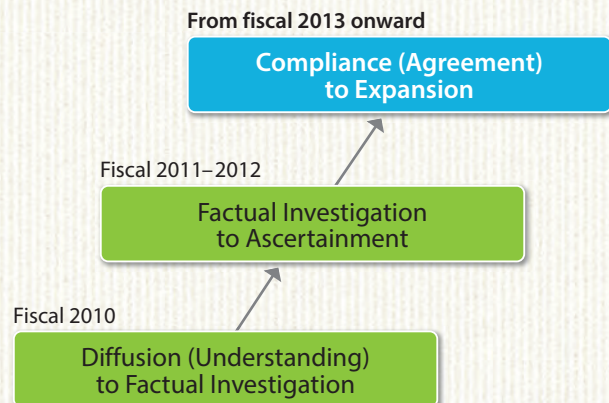 From fiscal 2013 onward
Compliance (Agreement)
to Expansion
Fiscal 2011–2012
Factual Investigation
to Ascertainment
Fiscal 2010
Diffusion (Understanding)
to Factual Investigation